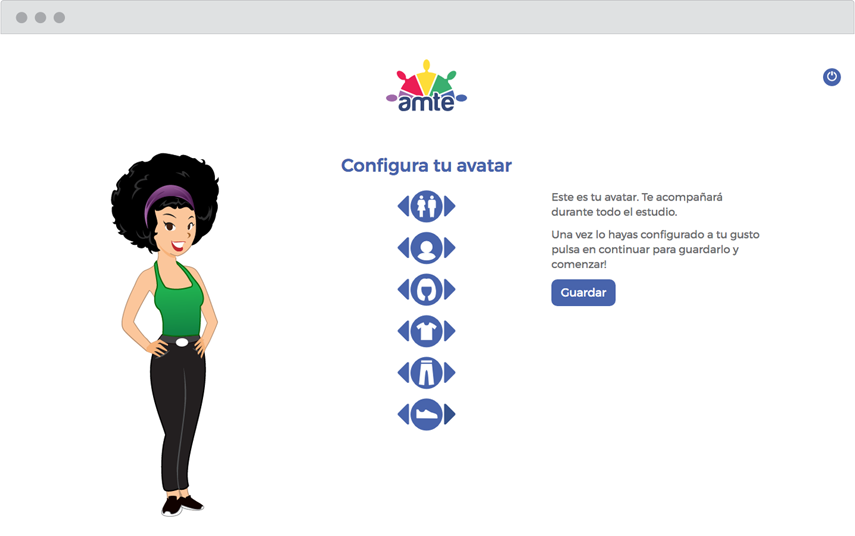 amte
Configura tu avatar
Este es tu avatar. Te acompañará
durante todo el estudio.
Una vez lo hayas configurado a tu gusto
pulsa en continuar para guardarlo y
comenzar!
Guardar